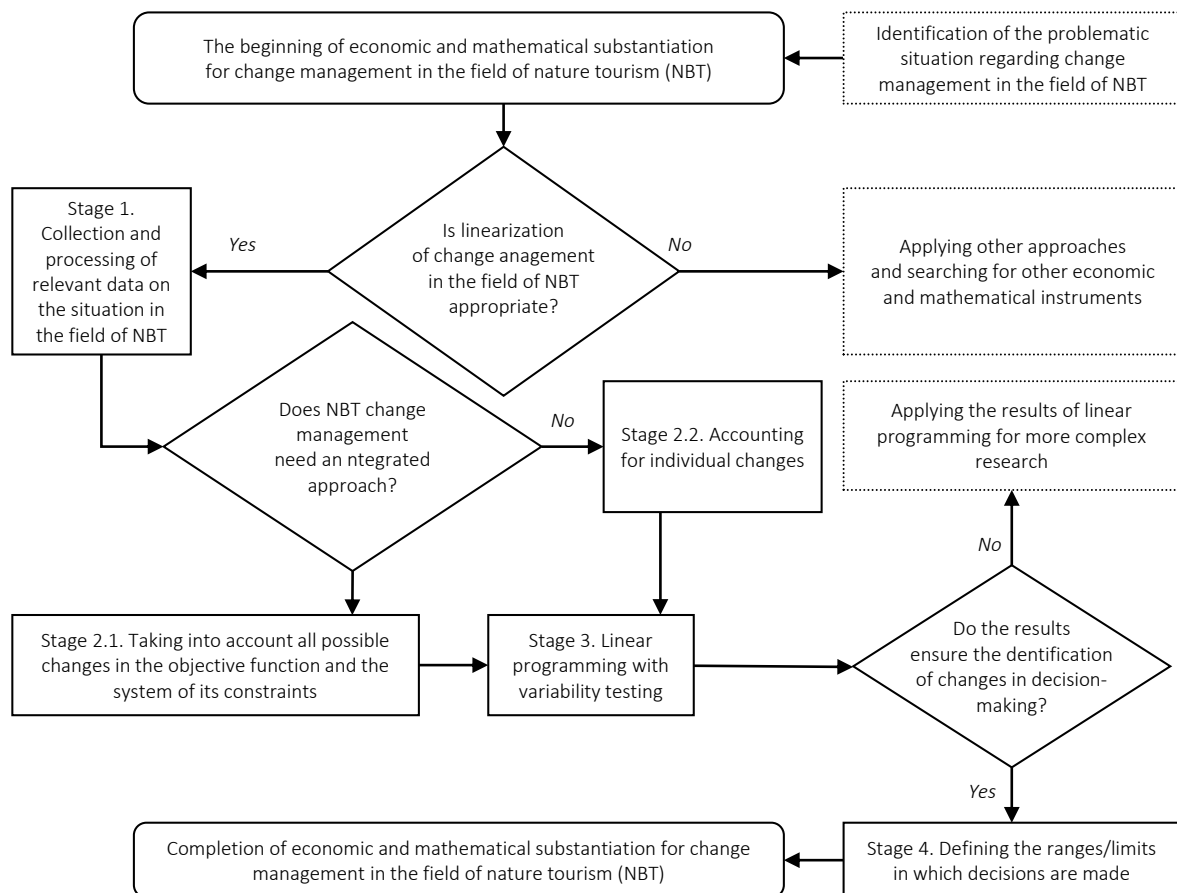 The beginning of economic and mathematical substantiation
for change management in the field of nature tourism (NBT)
Identification of the problematic
situation regarding change
management in the field of NBT
Stage 1.
Collection and
processing of
relevant data on
the situation in
the field of NBT
Yes
Is linearization
of change anagement
in the field of NBT
appropriate?
No
Applying other approaches
and searching for other economic
and mathematical instruments
Does NBT change
management
need an ntegrated
approach?
No
Stage 2.2. Accounting
for individual changes
Applying the results of linear
programming for more complex
research
No
Stage 2.1. Taking into account all possible
changes in the objective function and the
system of its constraints
Stage 3. Linear
programming with
variability testing
Do the results
ensure the dentification
of changes in decision-
making?
Yes
Completion of economic and mathematical substantiation for change
management in the field of nature tourism (NBT)
Stage 4. Defining the ranges/limits
in which decisions are made